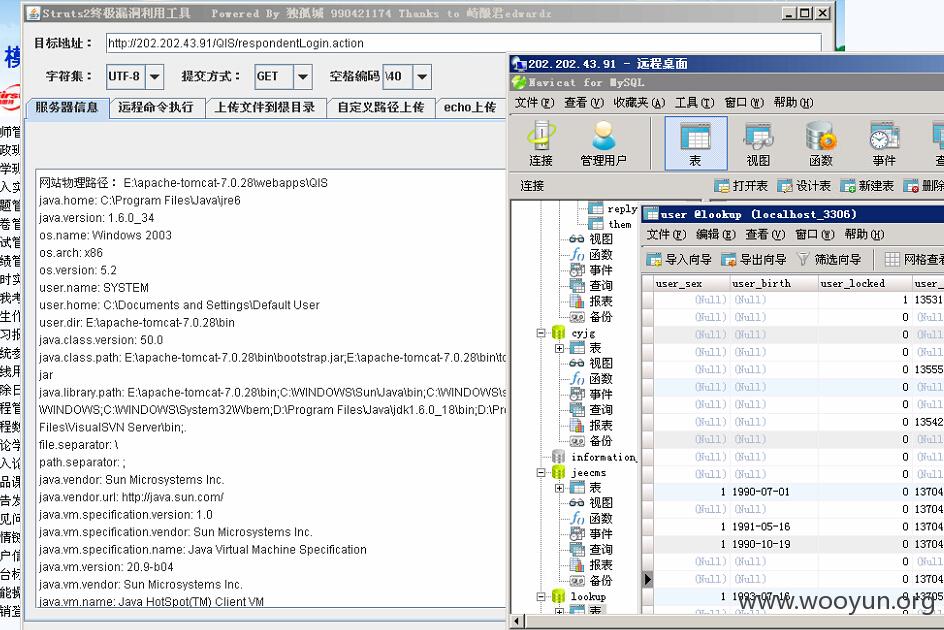 Struts2终极漏洞利用工具 Powered By 独孤城 990421174 Thanks to
目标地址： http://202.202.43.91/QIS/respondentLogin.action
字符集： UTF-8 提交方式： GET 空格编码 \40
服务器信息 远程命令执行 上传文件到根目录 自定义路径上传 echo上传
网站物理路径： E:\apache-tomcat-7.0.28\webapps\QIS
java.home: C:\Program Files\Java\jre6
java.version: 1.6.0_34
os.name: Windows 2003
os.arch: x86
os.version: 5.2
user.name: SYSTEM
user.home: C:\Documents and Settings\Default User
user.dir: E:\apache-tomcat-7.0.28\bin
java.class.version: 50.0
java.class.path: E:\apache-tomcat-7.0.28\bin\bootstrap.jar;E:\apache-tomcat-7.0.28\bin\to
jar
java.library.path: E:\apache-tomcat-7.0.28\bin;C:\WINDOWS\Sun\Java\bin;C:\WINDOWS\s
WINDOWS;C:\WINDOWS\System32\Wbem;D:\Program Files\Java\jdk1.6.0_18\bin;D:\Pr
Files\VisualSVN Server\bin;.
file.separator: \
path.separator: ;
java.vendor: Sun Microsystems Inc.
java.vendor.url: http://java.sun.com/
java.vm.specification.version: 1.0
java.vm.specification.vendor: Sun Microsystems Inc.
java.vm.specification.name: Java Virtual Machine Specification
java.vm.version: 20.9-b04
java.vm.vendor: Sun Microsystems Inc.
java.vm.name: Java HotSpot(TM) Client VM
202.202.43.91 - 远程桌面
Navicat for MySQL
文件(F) 查看(V) 收藏夹(A) 工具(T) 窗口(W) 帮助(H)
连接 管理用户 表 视图 函数 事件
连接 打开表 设计表 新建表 删除
reply
them
视图
函数
事件
查询
报表
备份
cyjg
表
视图
函数
事件
查询
报表
备份
information_
jeecms
表
视图
函数
事件
查询
报表
备份
lookup
表
user @lookup (localhost_3306)
文件(F) 编辑(E) 查看(V) 窗口(W) 帮助(H)
导入向导 导出向导 筛选向导 网格查看
user_sex user_birth user_locked user_
(Null) (Null) 1 13531
(Null) (Null) 0 (Null
(Null) (Null) 0 (Null
(Null) (Null) 0 (Null
(Null) (Null) 0 13555
(Null) (Null) 0 (Null
(Null) (Null) 0 (Null
(Null) (Null) 0 13542
(Null) (Null) 0 (Null
(Null) (Null) 0 (Null
(Null) (Null) 0 (Null
1 1990-07-01 0 13704
(Null) (Null) 0 13704
1 1991-05-16 0 13704
1 1990-10-19 0 13704
(Null) (Null) 0 13704
(Null) (Null) 0 13704
1 1993-07-18 0 13705
www.wooyun.org